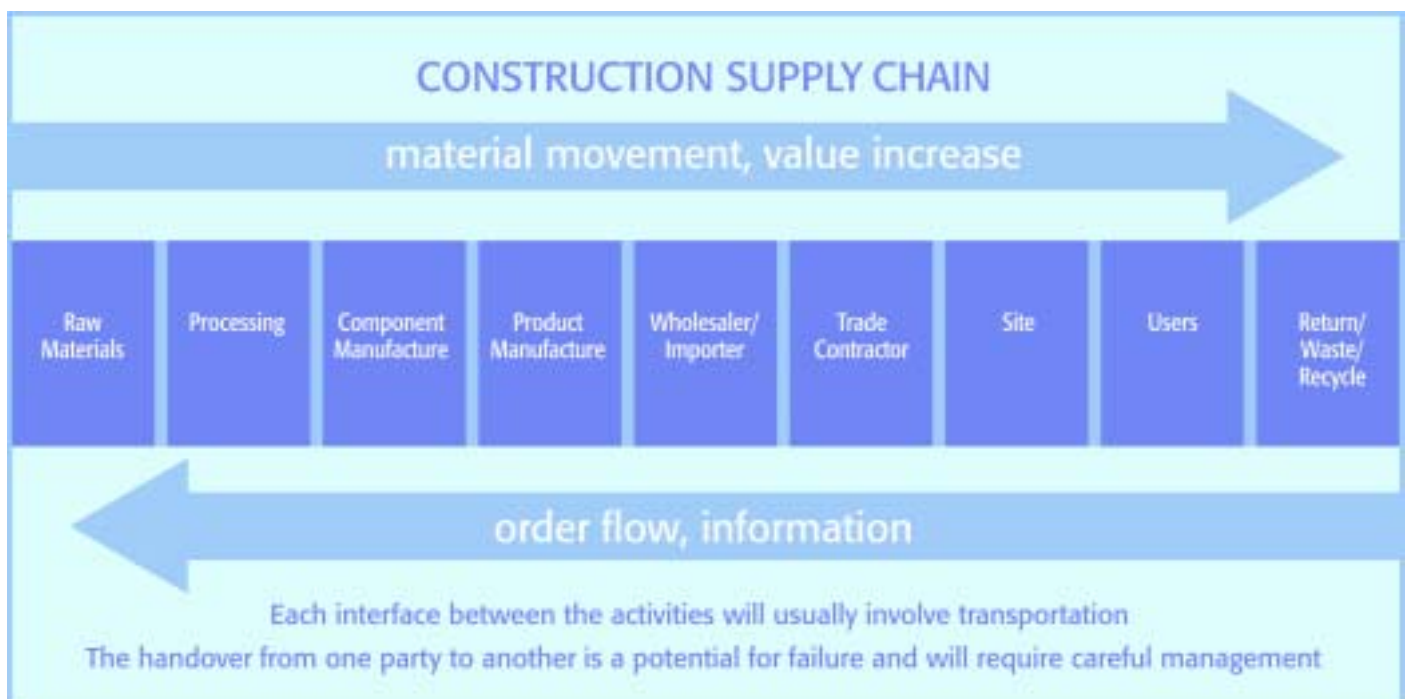 CONSTRUCTION SUPPLY CHAIN
material movement, value increase
Raw
Materials
Processing
Component
Manufacture
Product
Manufacture
Wholesaler/
Importer
Trade
Contractor
Site
Users
Return/
Waste/
Recycle
order flow, information
Each interface between the activities will usually involve transportation
The handover from one party to another is a potential for failure and will require careful management